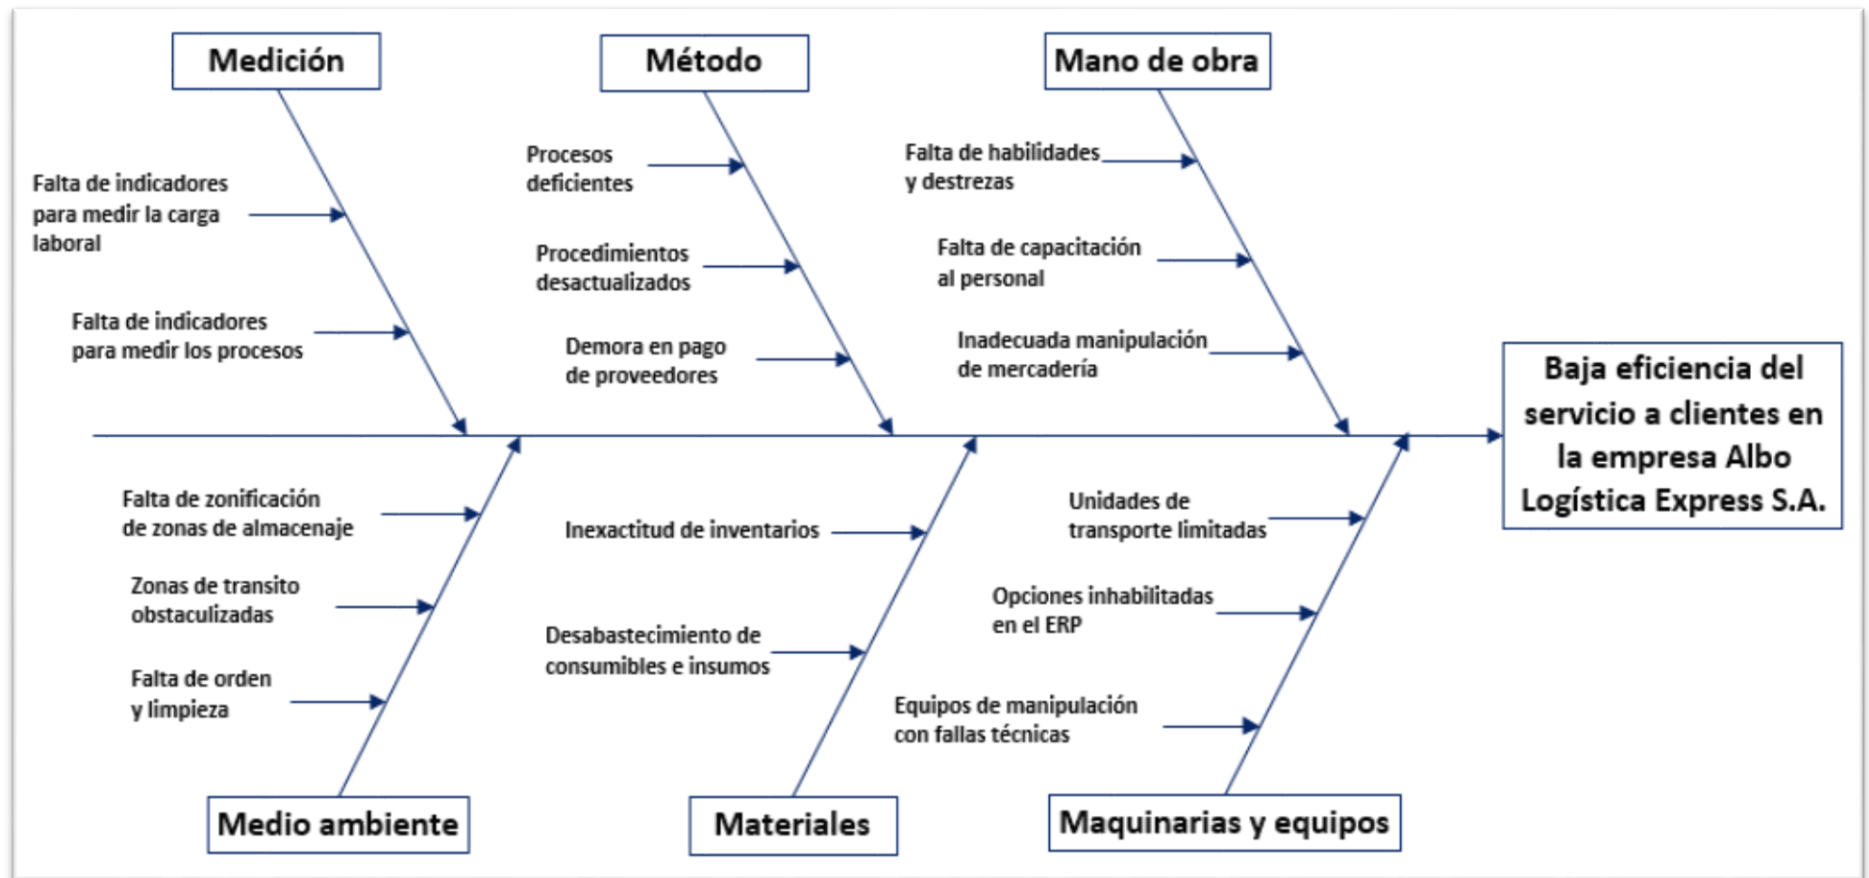 Medición
Método
Mano de obra
Falta de indicadores
para medir la carga
laboral
Falta de indicadores
para medir los procesos
Procesos
deficientes
Procedimientos
desactualizados
Demora en pago
de proveedores
Falta de habilidades
y destrezas
Falta de capacitación
al personal
Inadecuada manipulación
de mercadería
Baja eficiencia del
servicio a clientes en
la empresa Albo
Logística Express S.A.
Falta de zonificación
de zonas de almacenaje
Zonas de transito
obstaculizadas
Falta de orden
y limpieza
Inexactitud de inventarios
Desabastecimiento de
consumibles e insumos
Unidades de
transporte limitadas
Opciones inhabilitadas
en el ERP
Equipos de manipulación
con fallas técnicas
Medio ambiente
Materiales
Maquinarias y equipos